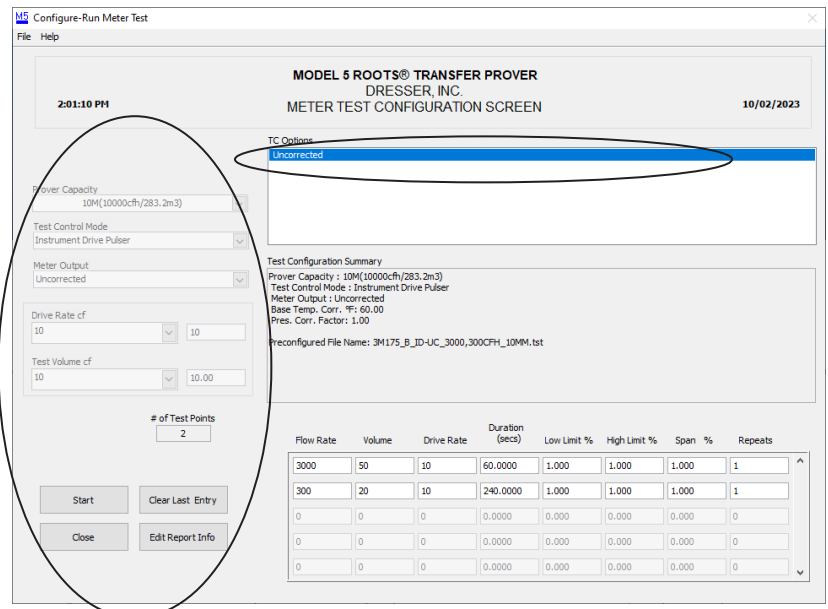 M5 Configure-Run Meter Test
File Help
MODEL 5 ROOTS® TRANSFER PROVER
DRESSER, INC.
2:01:10 PM
METER TEST CONFIGURATION SCREEN
10/02/2023
TC Options
Uncorrected
Prover Capacity
10M(10000cfh/283.2m3)
Test Control Mode
Instrument Drive Pulser
Meter Output
Uncorrected
Drive Rate cf
10 10
Test Volume cf
10 10.00
# of Test Points
2
Start Clear Last Entry
Close Edit Report Info
Test Configuration Summary
Prover Capacity : 10M(10000cfh/283.2m3)
Test Control Mode : Instrument Drive Pulser
Meter Output : Uncorrected
Base Temp. Corr. °F: 60.00
Pres. Corr. Factor: 1.00
Preconfigured File Name: 3M175_B_ID-UC_3000,300CFH_10MM.tst
Flow Rate Volume Drive Rate Duration (secs) Low Limit % High Limit % Span % Repeats
3000 50 10 60.0000 1.000 1.000 1.000 1
300 20 10 240.0000 1.000 1.000 1.000 1
0 0 0 0.0000 0.000 0.000 0.000 0
0 0 0 0.0000 0.000 0.000 0.000 0
0 0 0 0.0000 0.000 0.000 0.000 0